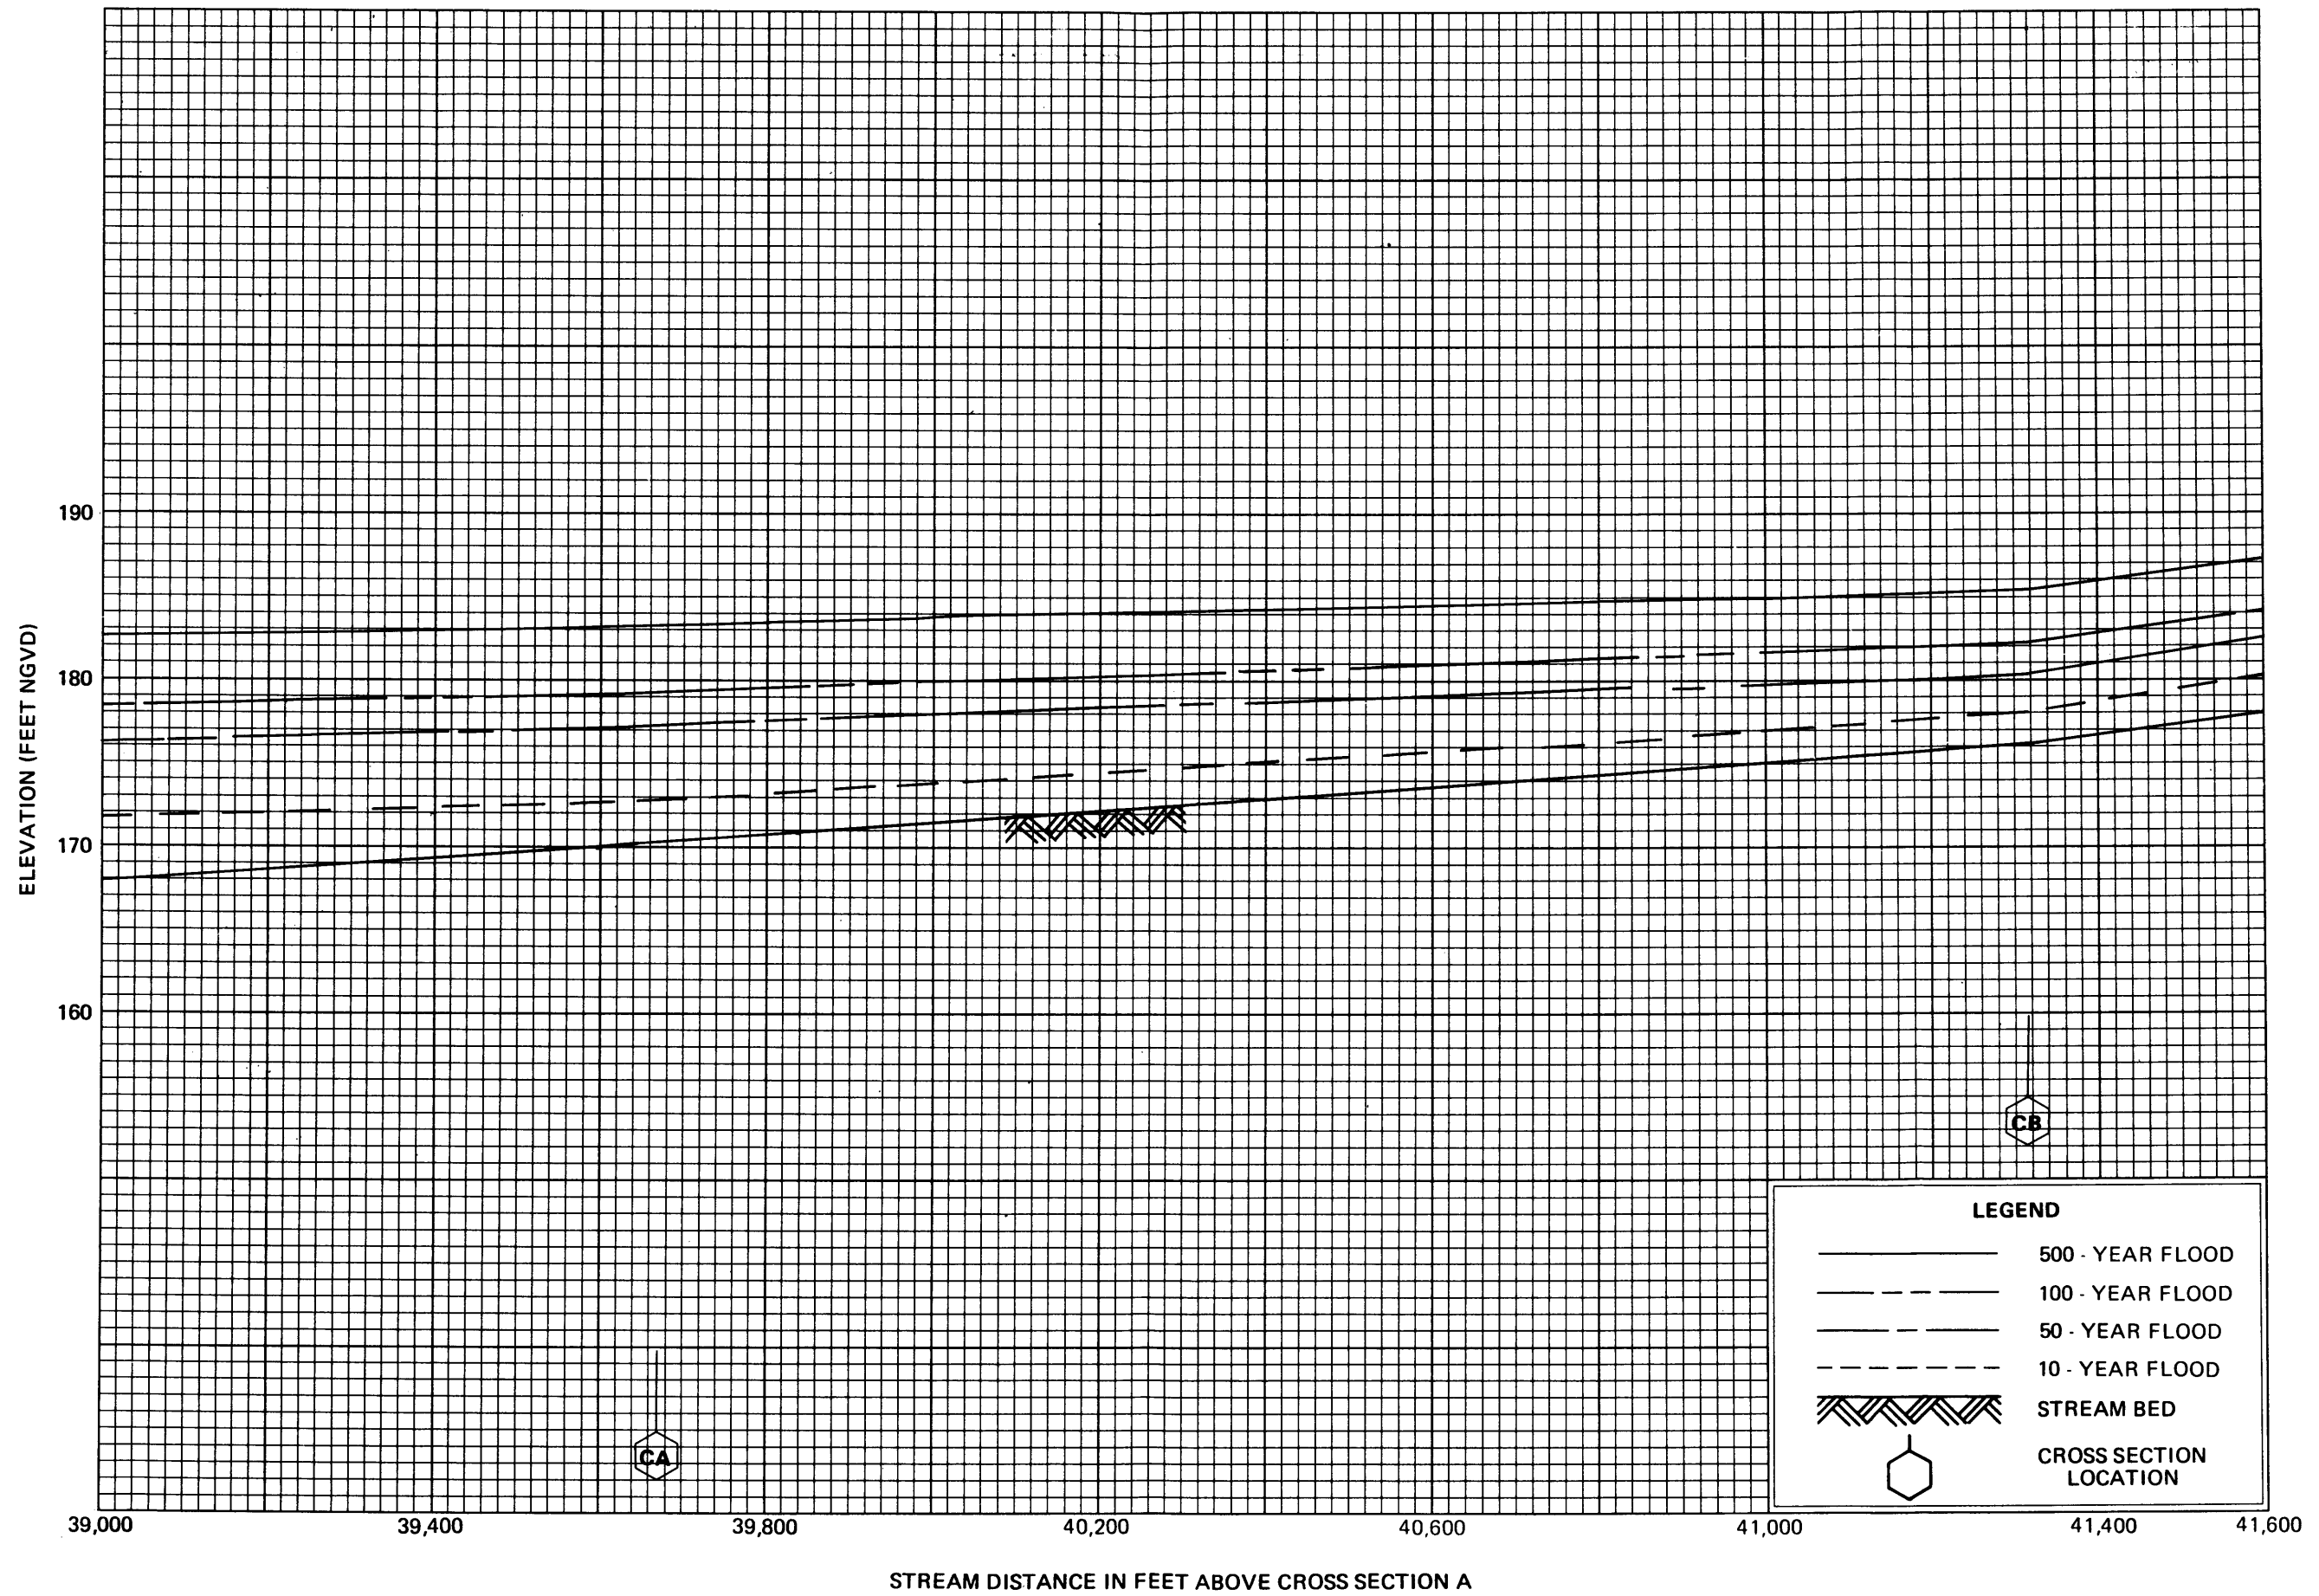 190
180
170
160
ELEVATION (FEET NGVD)
CA
CB
LEGEND
500 - YEAR FLOOD
100 - YEAR FLOOD
50 - YEAR FLOOD
10 - YEAR FLOOD
STREAM BED
CROSS SECTION
LOCATION
39,000
39,400
39,800
40,200
40,600
41,000
41,400
41,600
STREAM DISTANCE IN FEET ABOVE CROSS SECTION A